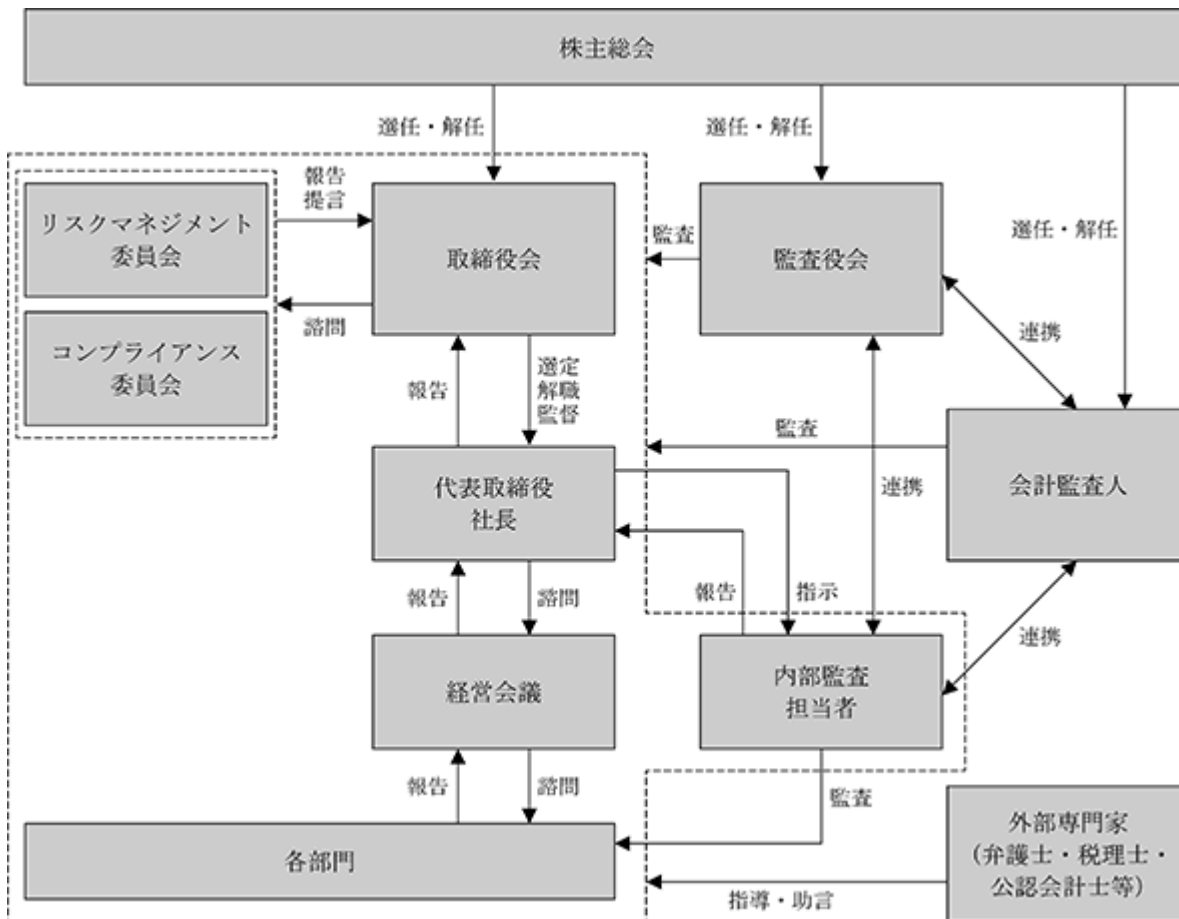 株主総会
選任・解任
選任・解任
選任・解任
リスクマネジメント
委員会
報告
提言
取締役会
監査
監査役会
諮問
連携
コンプライアンス
委員会
報告
選定
解職
監督
監査
代表取締役
社長
連携
会計監査人
報告
諮問
報告
指示
連携
経営会議
内部監査
担当者
報告
諮問
監査
各部門
外部専門家
(弁護士・税理士・
公認会計士等)
指導・助言